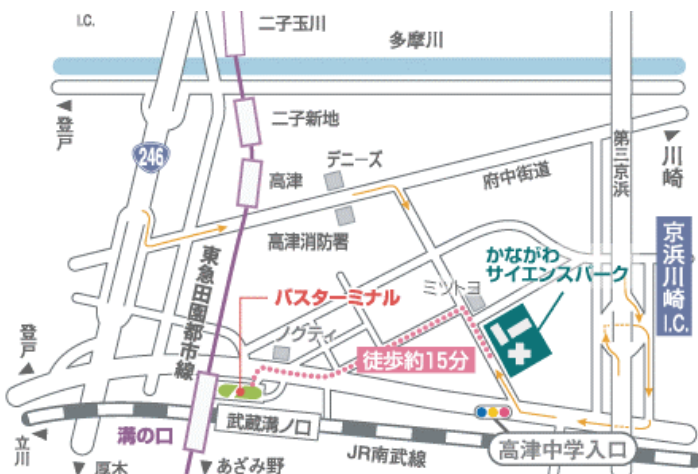 I.C.
二子玉川
多摩川
登戸
二子新地
246
第三京浜
川崎
デニーズ
府中街道
高津
高津消防署
東急田園都市線
かながわ
サイエンスパーク
京浜川崎I.C.
バスターミナル
ミツトヨ
登戸
ノクティ
徒歩約15分
溝の口
武蔵溝ノ口
高津中学入口
立川
JR南武線
厚木
あざみ野